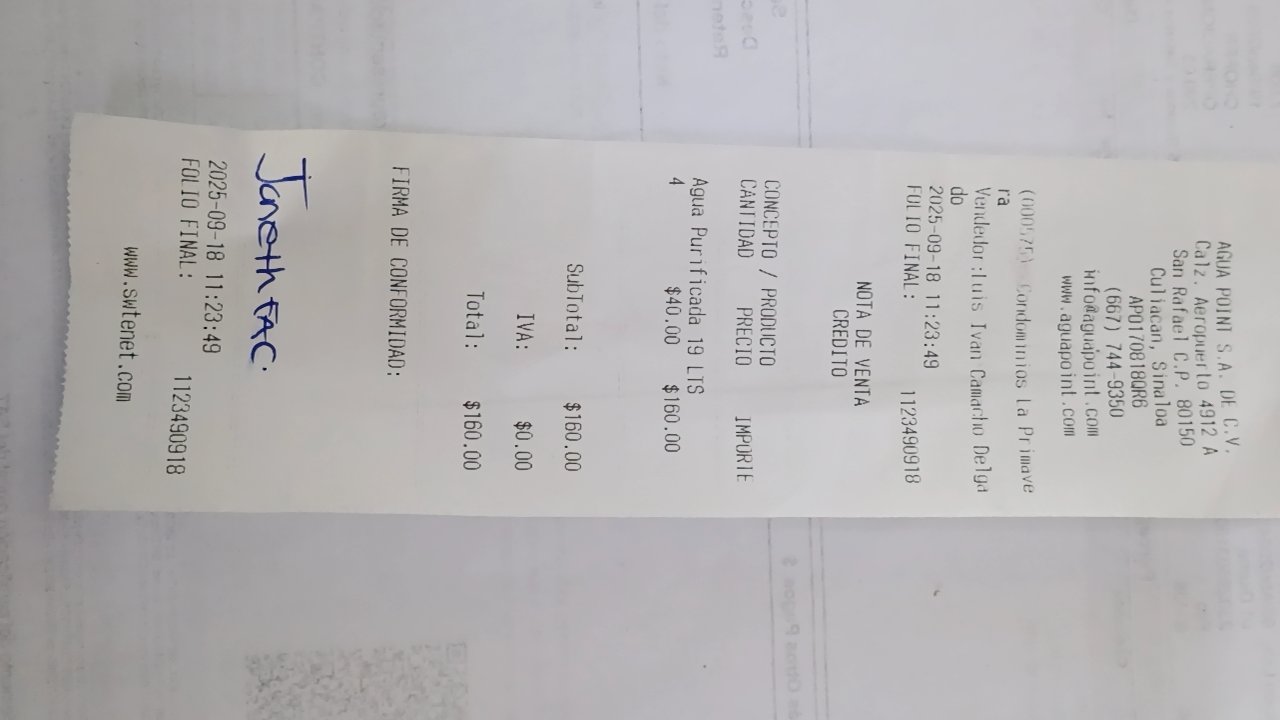 AGUA POINT S.A. DE C.V.
Calz. Aeropuerto 4912 A
San Rafael C.P. 80150
Culiacan, Sinaloa
APO170818QR6
(667) 744-9350
info@aguapoint.com
www.aguapoint.com
(000575) Condominios La Primave
ra
Vendedor:Luis Ivan Camacho Delga
do
2025-09-18 11:23:49
FOLIO FINAL: 1123490918
NOTA DE VENTA
CREDITO
CONCEPTO / PRODUCTO
CANTIDAD PRECIO IMPORTE
Agua Purificada 19 LTS
4 $40.00 $160.00
SubTotal: $160.00
IVA: $0.00
Total: $160.00
FIRMA DE CONFORMIDAD:
Janeth FAC.
2025-09-18 11:23:49
FOLIO FINAL: 1123490918
www.swtenet.com